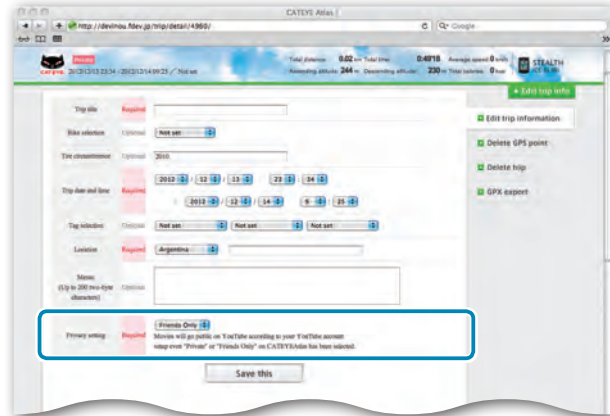 CATEYE Atlas |
http://devinou.fdev.jp/trip/detail/4960/
C Q- Google
CATEYE Private 2012/12/13 23:34 - 2012/12/14 09:25 / Not set
Total distance 0.02 km Total time 0:40'18 Average speed 0 km/h
Ascending altitude 244 m Descending altitude 230 m Total calories 0 kcal
STEALTH
+ Edit trip info
Trip title Required
Bike selection Optional Not set
Tire circumference Optional 2010
Trip date and time Required 2012 / 12 / 13 23 : 34
: 2012 / 12 / 14 9 : 25
Tag selection Optional Not set Not set Not set
Location Required Argentina
Memo
(Up to 200 two-byte characters) Optional
Privacy setting Required Friends Only
Movies will go public on YouTube according to your YouTube account
setup even "Private" or "Friends Only" on CATEYEAtlas has been selected.
Save this
Edit trip information
Delete GPS point
Delete trip
GPX export